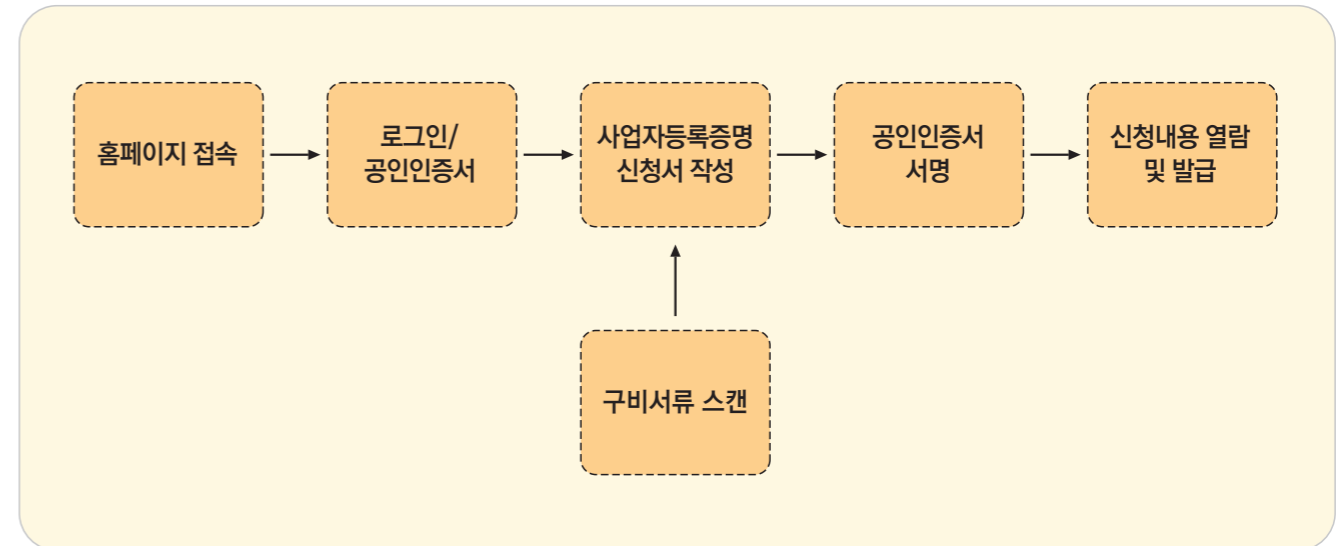 홈페이지 접속
로그인/
공인인증서
사업자등록증명
신청서 작성
공인인증서
서명
신청내용 열람
및 발급
구비서류 스캔